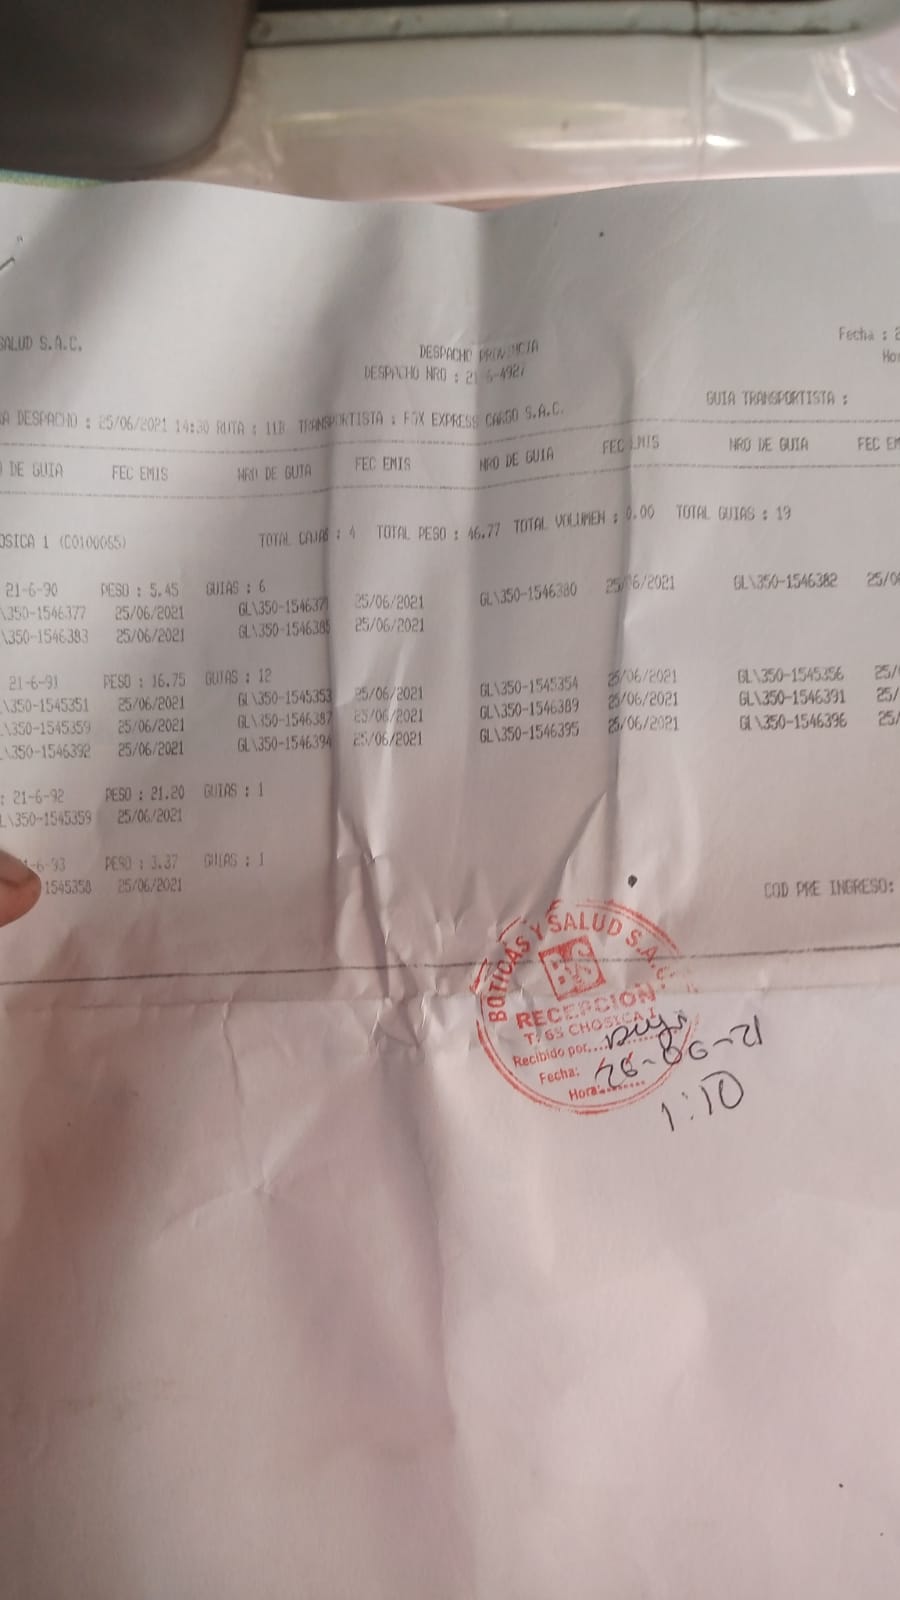 SALUD S.A.C.
Fecha : 2
DESPACHO PROVINCIA
DESPACHO NRO : 21-6-4927
GUIA TRANSPORTISTA :
DESPACHO : 25/06/2021 14:30 RUTA : 11B TRANSPORTISTA : FOX EXPRESS CARGO S.A.C.
DE GUIA FEC EMIS NRO DE GUIA FEC EMIS NRO DE GUIA FEC EMIS NRO DE GUIA FEC EM
OSICA 1 (C0100065) TOTAL CAJAS : 4 TOTAL PESO : 46.77 TOTAL VOLUMEN : 0.00 TOTAL GUIAS : 19
21-6-90 PESO : 5.45 GUIAS : 6
\350-1546377 25/06/2021 GL\350-1546379 25/06/2021 GL\350-1546380 25/06/2021 GL\350-1546382 25/0
\350-1546383 25/06/2021 GL\350-1546385 25/06/2021
21-6-91 PESO : 16.75 GUIAS : 12
\350-1545351 25/06/2021 GL\350-1545353 25/06/2021 GL\350-1545354 25/06/2021 GL\350-1545356 25/
\350-1545359 25/06/2021 GL\350-1546387 25/06/2021 GL\350-1546389 25/06/2021 GL\350-1546391 25/
\350-1546392 25/06/2021 GL\350-1546394 25/06/2021 GL\350-1546395 25/06/2021 GL\350-1546396 25/
: 21-6-92 PESO : 21.20 GUIAS : 1
L\350-1545359 25/06/2021
-6-93 PESO : 3.37 GUIAS : 1
1545358 25/06/2021
COD PRE INGRESO:
BOTICAS Y SALUD S.A.C.
BYS
RECEPCION
T. 65 CHOSICA I
Recibido por:
Fecha: 26-06-21
Hora: 1:10